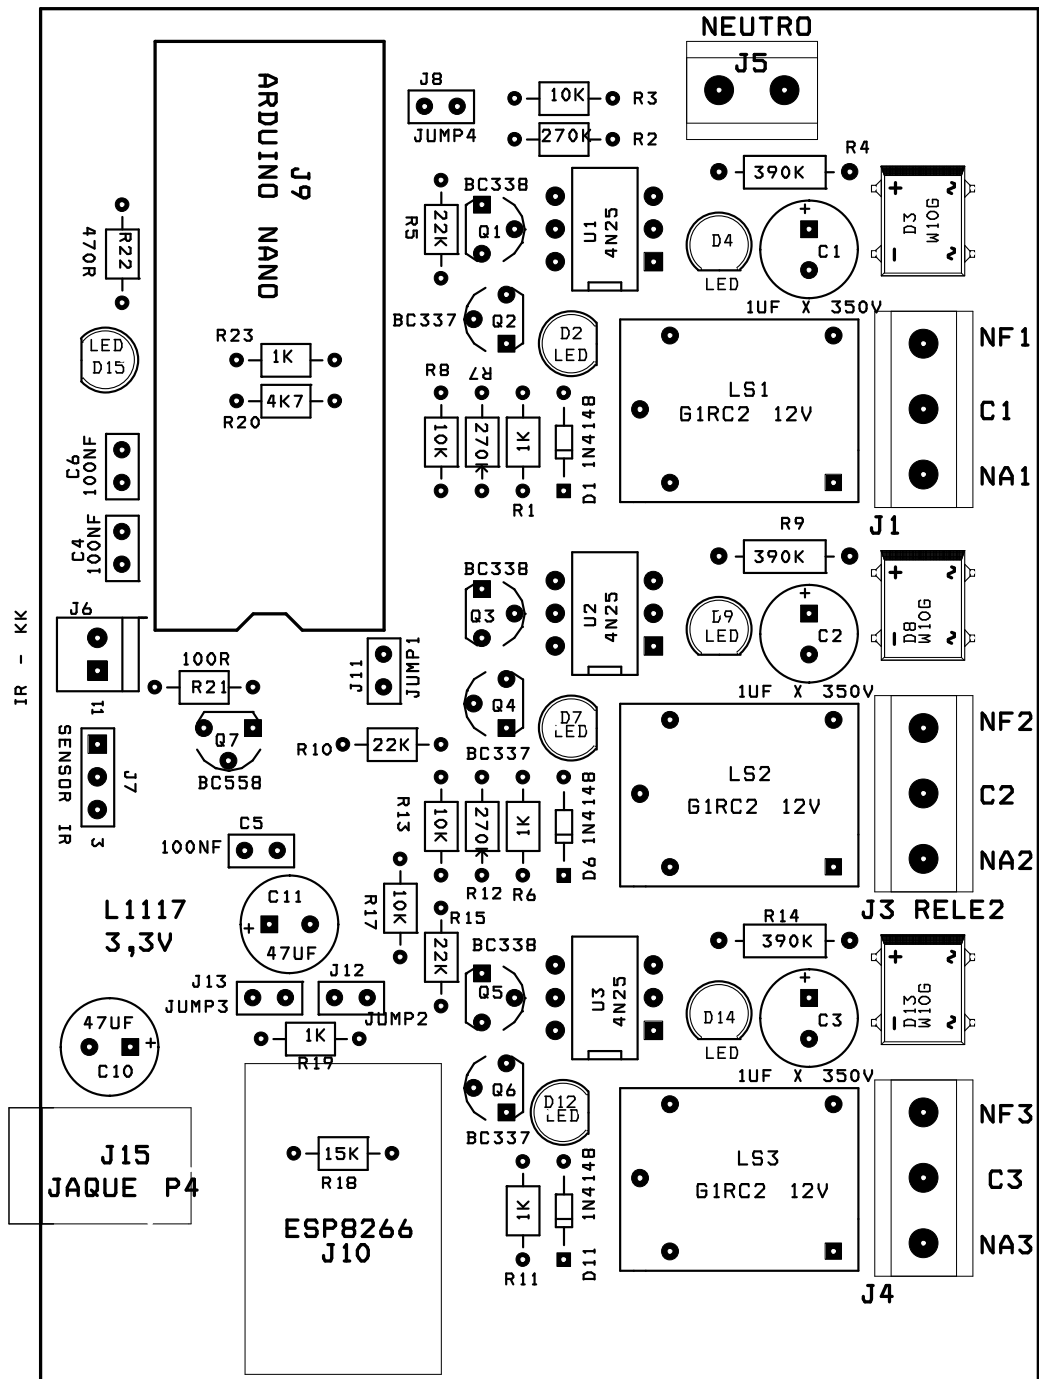 NEUTRO
J5
J8
JUMP4
10K
R3
270K
R2
ARDUINO NANO
J9
R4
390K
BC338
R5
22K
Q1
U1
4N25
D4
LED
+
C1
1UF X 350V
+
~
D3
W10G
-
~
470R
R22
BC337
Q2
D2
LED
LED
D15
R23
1K
R20
4K7
R8
R7
10K
270K
1K
R1
D1 1N4148
LS1
G1RC2 12V
NF1
C1
NA1
J1
C6
100NF
C4
100NF
R9
390K
BC338
Q3
U2
4N25
D9
LED
+
C2
1UF X 350V
+
~
D8
W10G
-
~
J6
IR - KK
100R
R21
J11
JUMP1
Q4
BC337
D7
LED
NF2
1
SENSOR IR
J7
3
Q7
BC558
R10
22K
R13
10K
270K
1K
R12
R6
D6 1N4148
LS2
G1RC2 12V
C2
NA2
J3 RELE2
C5
100NF
R17
10K
C11
+
47UF
R15
22K
L1117
3,3V
BC338
Q5
U3
4N25
R14
390K
D14
LED
+
C3
1UF X 350V
+
~
D13
W10G
-
~
J13
JUMP3
J12
JUMP2
1K
R19
47UF
+
C10
Q6
BC337
D12
LED
NF3
J15
JAQUE P4
15K
R18
ESP8266
J10
1K
R11
D11 1N4148
LS3
G1RC2 12V
C3
NA3
J4